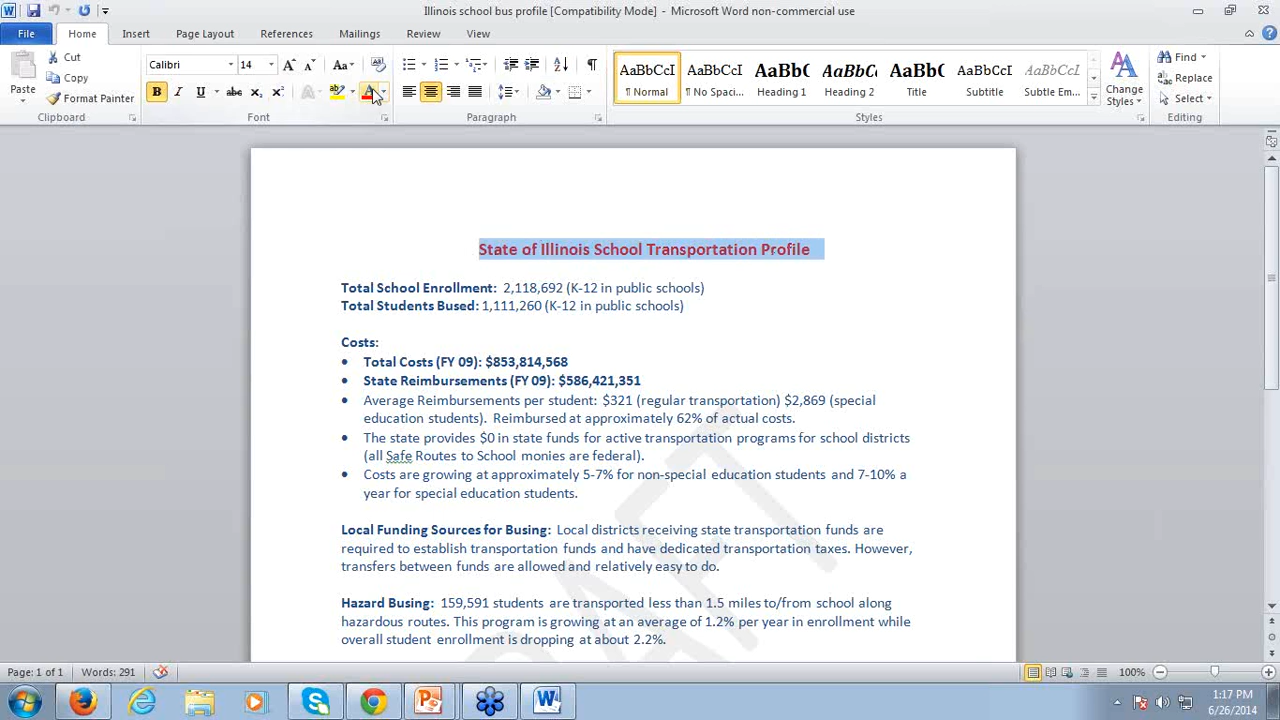 Illinois school bus profile [Compatibility Mode] - Microsoft Word non-commercial use
File Home Insert Page Layout References Mailings Review View
Cut
Copy
Format Painter
Paste
Clipboard
Calibri 14
Font
Paragraph
AaBbCcI AaBbCcI AaBb( AaBbCc AaBb( AaBbCcI AaBbCcI
¶ Normal ¶ No Spaci... Heading 1 Heading 2 Title Subtitle Subtle Em...
Change Styles
Styles
Find
Replace
Select
Editing
State of Illinois School Transportation Profile
Total School Enrollment: 2,118,692 (K-12 in public schools)
Total Students Bused: 1,111,260 (K-12 in public schools)
Costs:
• Total Costs (FY 09): $853,814,568
• State Reimbursements (FY 09): $586,421,351
• Average Reimbursements per student: $321 (regular transportation) $2,869 (special
education students). Reimbursed at approximately 62% of actual costs.
• The state provides $0 in state funds for active transportation programs for school districts
(all Safe Routes to School monies are federal).
• Costs are growing at approximately 5-7% for non-special education students and 7-10% a
year for special education students.
Local Funding Sources for Busing: Local districts receiving state transportation funds are
required to establish transportation funds and have dedicated transportation taxes. However,
transfers between funds are allowed and relatively easy to do.
Hazard Busing: 159,591 students are transported less than 1.5 miles to/from school along
hazardous routes. This program is growing at an average of 1.2% per year in enrollment while
overall student enrollment is dropping at about 2.2%.
DRAFT
Page: 1 of 1 Words: 291 100%
1:17 PM
6/26/2014